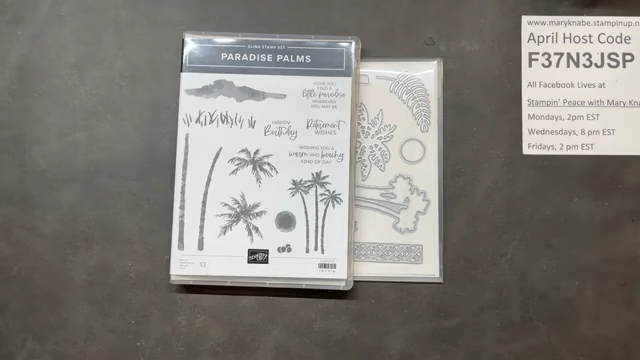 CLING STAMP SET
PARADISE PALMS
HOPE YOU
FIND A
little paradise
WHEREVER
YOU MAY BE
HAPPY
Birthday
Retirement
WISHES
WISHING YOU A
warm AND beachy
KIND OF DAY
www.maryknabe.stampinup.n
April Host Code
F37N3JSP
All Facebook Lives at
Stampin' Peace with Mary Kna
Mondays, 2pm EST
Wednesdays, 8 pm EST
Fridays, 2 pm EST